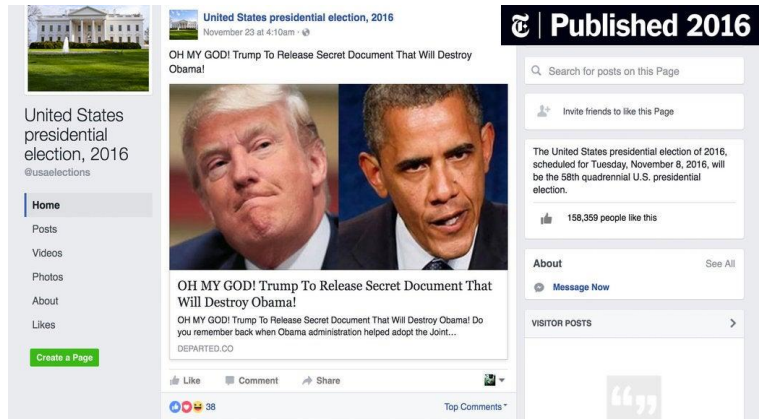 United States presidential election, 2016
November 23 at 4:10am ·
OH MY GOD! Trump To Release Secret Document That Will Destroy
Obama!
OH MY GOD! Trump To Release Secret Document That
Will Destroy Obama!
OH MY GOD! Trump To Release Secret Document That Will Destroy Obama! Do
you remember back when Obama administration helped adopt the Joint…
DEPARTED.CO
Like Comment Share
38 Top Comments
United States
presidential
election, 2016
@usaelections
Home
Posts
Videos
Photos
About
Likes
Create a Page
T | Published 2016
Search for posts on this Page
Invite friends to like this Page
The United States presidential election of 2016,
scheduled for Tuesday, November 8, 2016, will
be the 58th quadrennial U.S. presidential
election.
158,359 people like this
About See All
Message Now
VISITOR POSTS